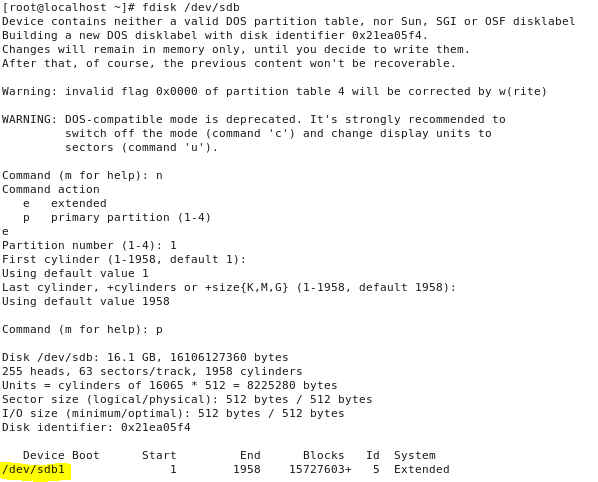 [root@localhost ~]# fdisk /dev/sdb
Device contains neither a valid DOS partition table, nor Sun, SGI or OSF disklabel
Building a new DOS disklabel with disk identifier 0x21ea05f4.
Changes will remain in memory only, until you decide to write them.
After that, of course, the previous content won't be recoverable.

Warning: invalid flag 0x0000 of partition table 4 will be corrected by w(rite)

WARNING: DOS-compatible mode is deprecated. It's strongly recommended to
         switch off the mode (command 'c') and change display units to
         sectors (command 'u').

Command (m for help): n
Command action
   e   extended
   p   primary partition (1-4)
e
Partition number (1-4): 1
First cylinder (1-1958, default 1):
Using default value 1
Last cylinder, +cylinders or +size{K,M,G} (1-1958, default 1958):
Using default value 1958

Command (m for help): p

Disk /dev/sdb: 16.1 GB, 16106127360 bytes
255 heads, 63 sectors/track, 1958 cylinders
Units = cylinders of 16065 * 512 = 8225280 bytes
Sector size (logical/physical): 512 bytes / 512 bytes
I/O size (minimum/optimal): 512 bytes / 512 bytes
Disk identifier: 0x21ea05f4

   Device Boot      Start         End      Blocks   Id  System
/dev/sdb1               1        1958    15727603+   5  Extended